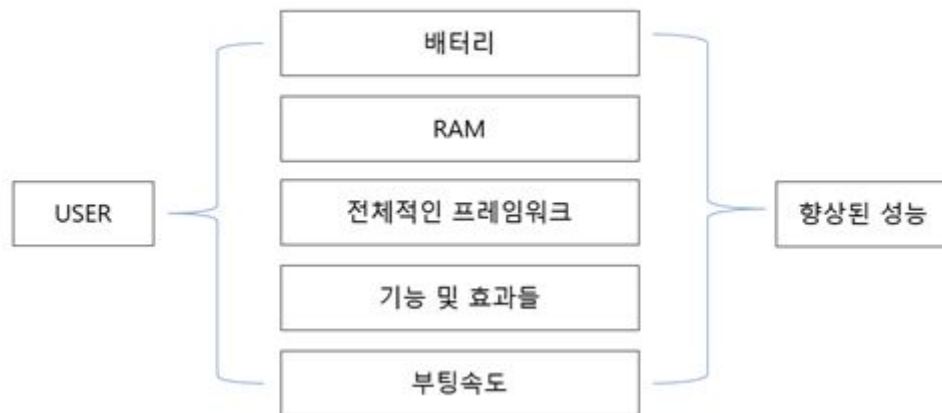 배터리
RAM
USER
전체적인 프레임워크
향상된 성능
기능 및 효과들
부팅속도